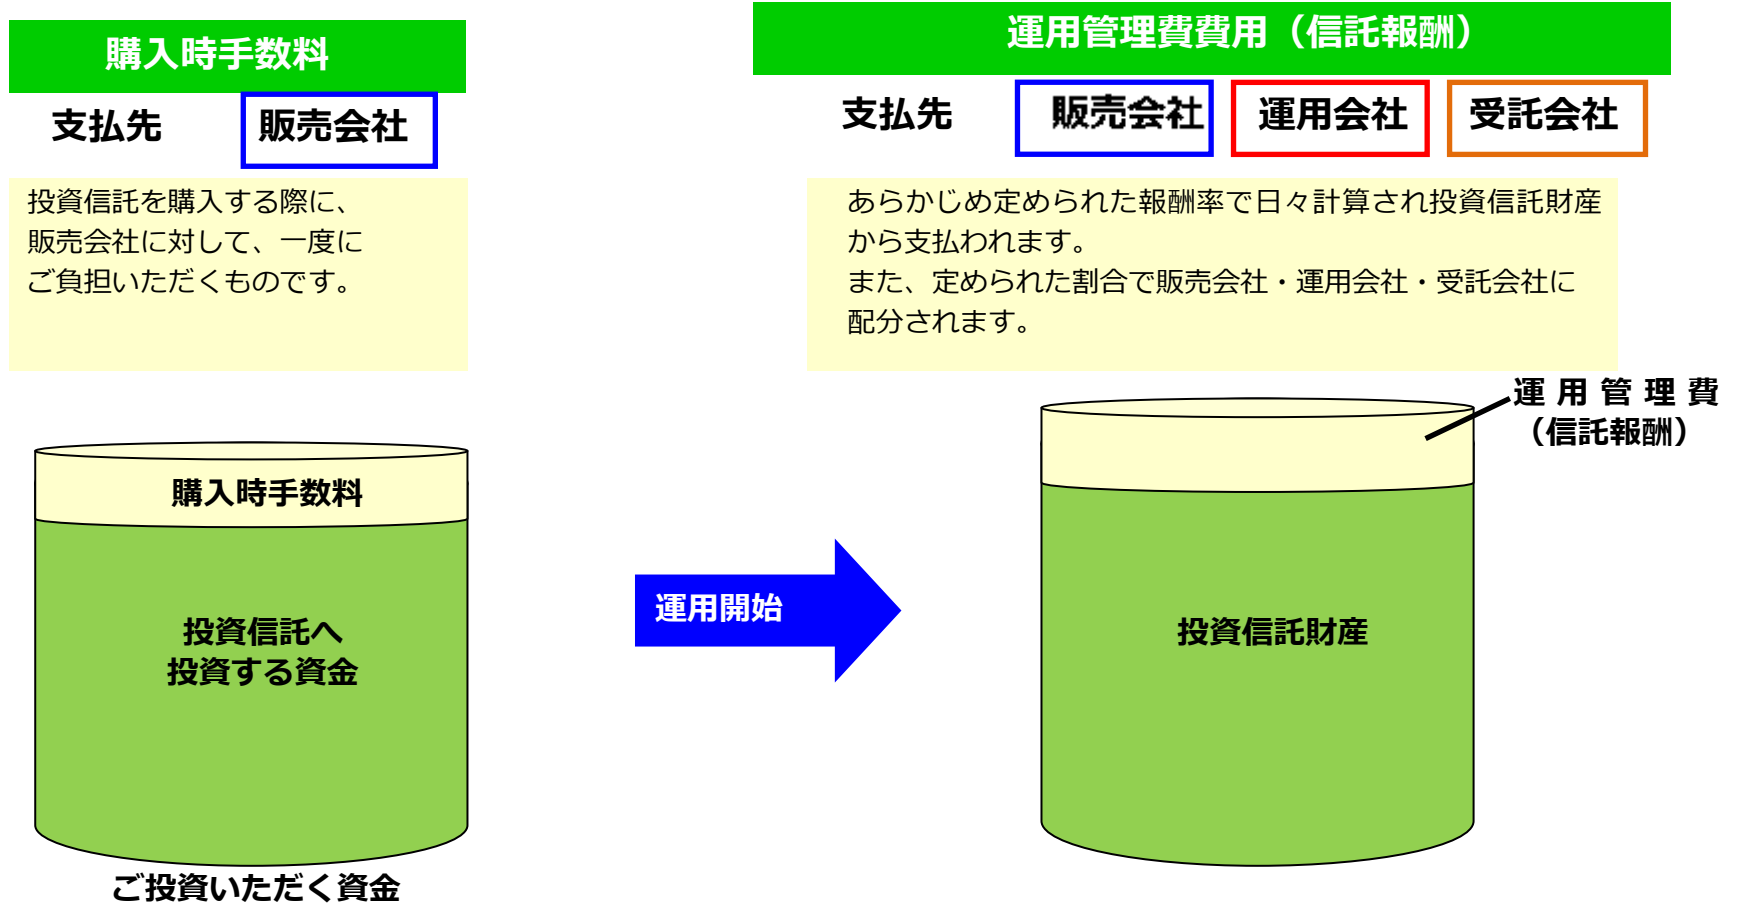 購入時手数料
支払先 販売会社
投資信託を購入する際に、
販売会社に対して、一度に
ご負担いただくものです。
購入時手数料
投資信託へ
投資する資金
ご投資いただく資金
運用開始
運用管理費費用（信託報酬）
支払先 販売会社 運用会社 受託会社
あらかじめ定められた報酬率で日々計算され投資信託財産
から支払われます。
また、定められた割合で販売会社・運用会社・受託会社に
配分されます。
運用管理費
（信託報酬）
投資信託財産